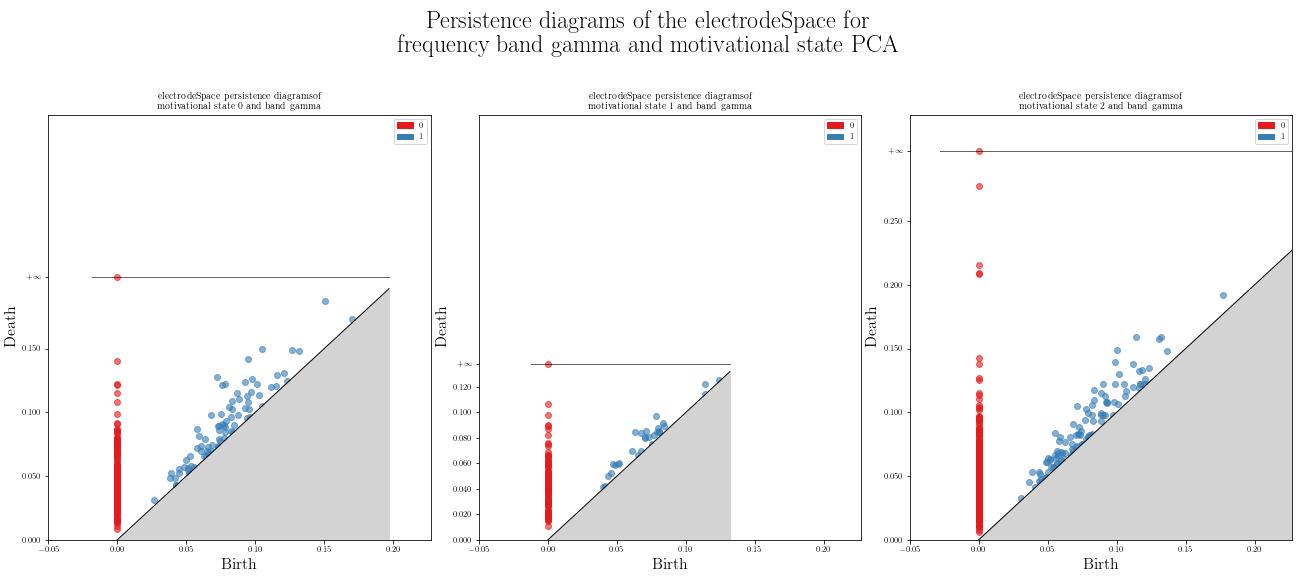 Persistence diagrams of the electrodeSpace for
frequency band gamma and motivational state PCA
electrodeSpace persistence diagramsof
motivational state 0 and band gamma
0
1
+∞
0.150
0.100
0.050
0.000
Death
−0.05 0.00 0.05 0.10 0.15 0.20
Birth
electrodeSpace persistence diagramsof
motivational state 1 and band gamma
0
1
+∞
0.120
0.100
0.080
0.060
0.040
0.020
0.000
Death
−0.05 0.00 0.05 0.10 0.15 0.20
Birth
electrodeSpace persistence diagramsof
motivational state 2 and band gamma
0
1
+∞
0.250
0.200
0.150
0.100
0.050
0.000
Death
−0.05 0.00 0.05 0.10 0.15 0.20
Birth